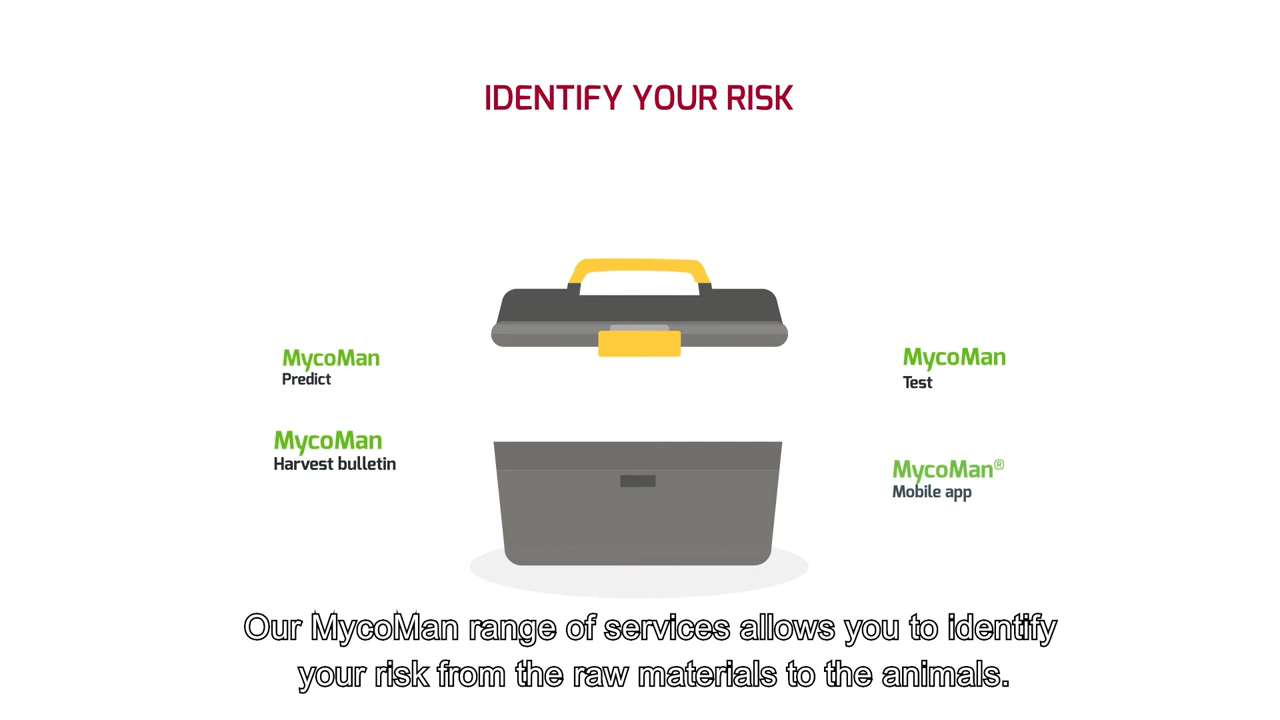 IDENTIFY YOUR RISK
MycoMan
Predict
MycoMan
Harvest bulletin
MycoMan
Test
MycoMan®
Mobile app
Our MycoMan range of services allows you to identify
your risk from the raw materials to the animals.